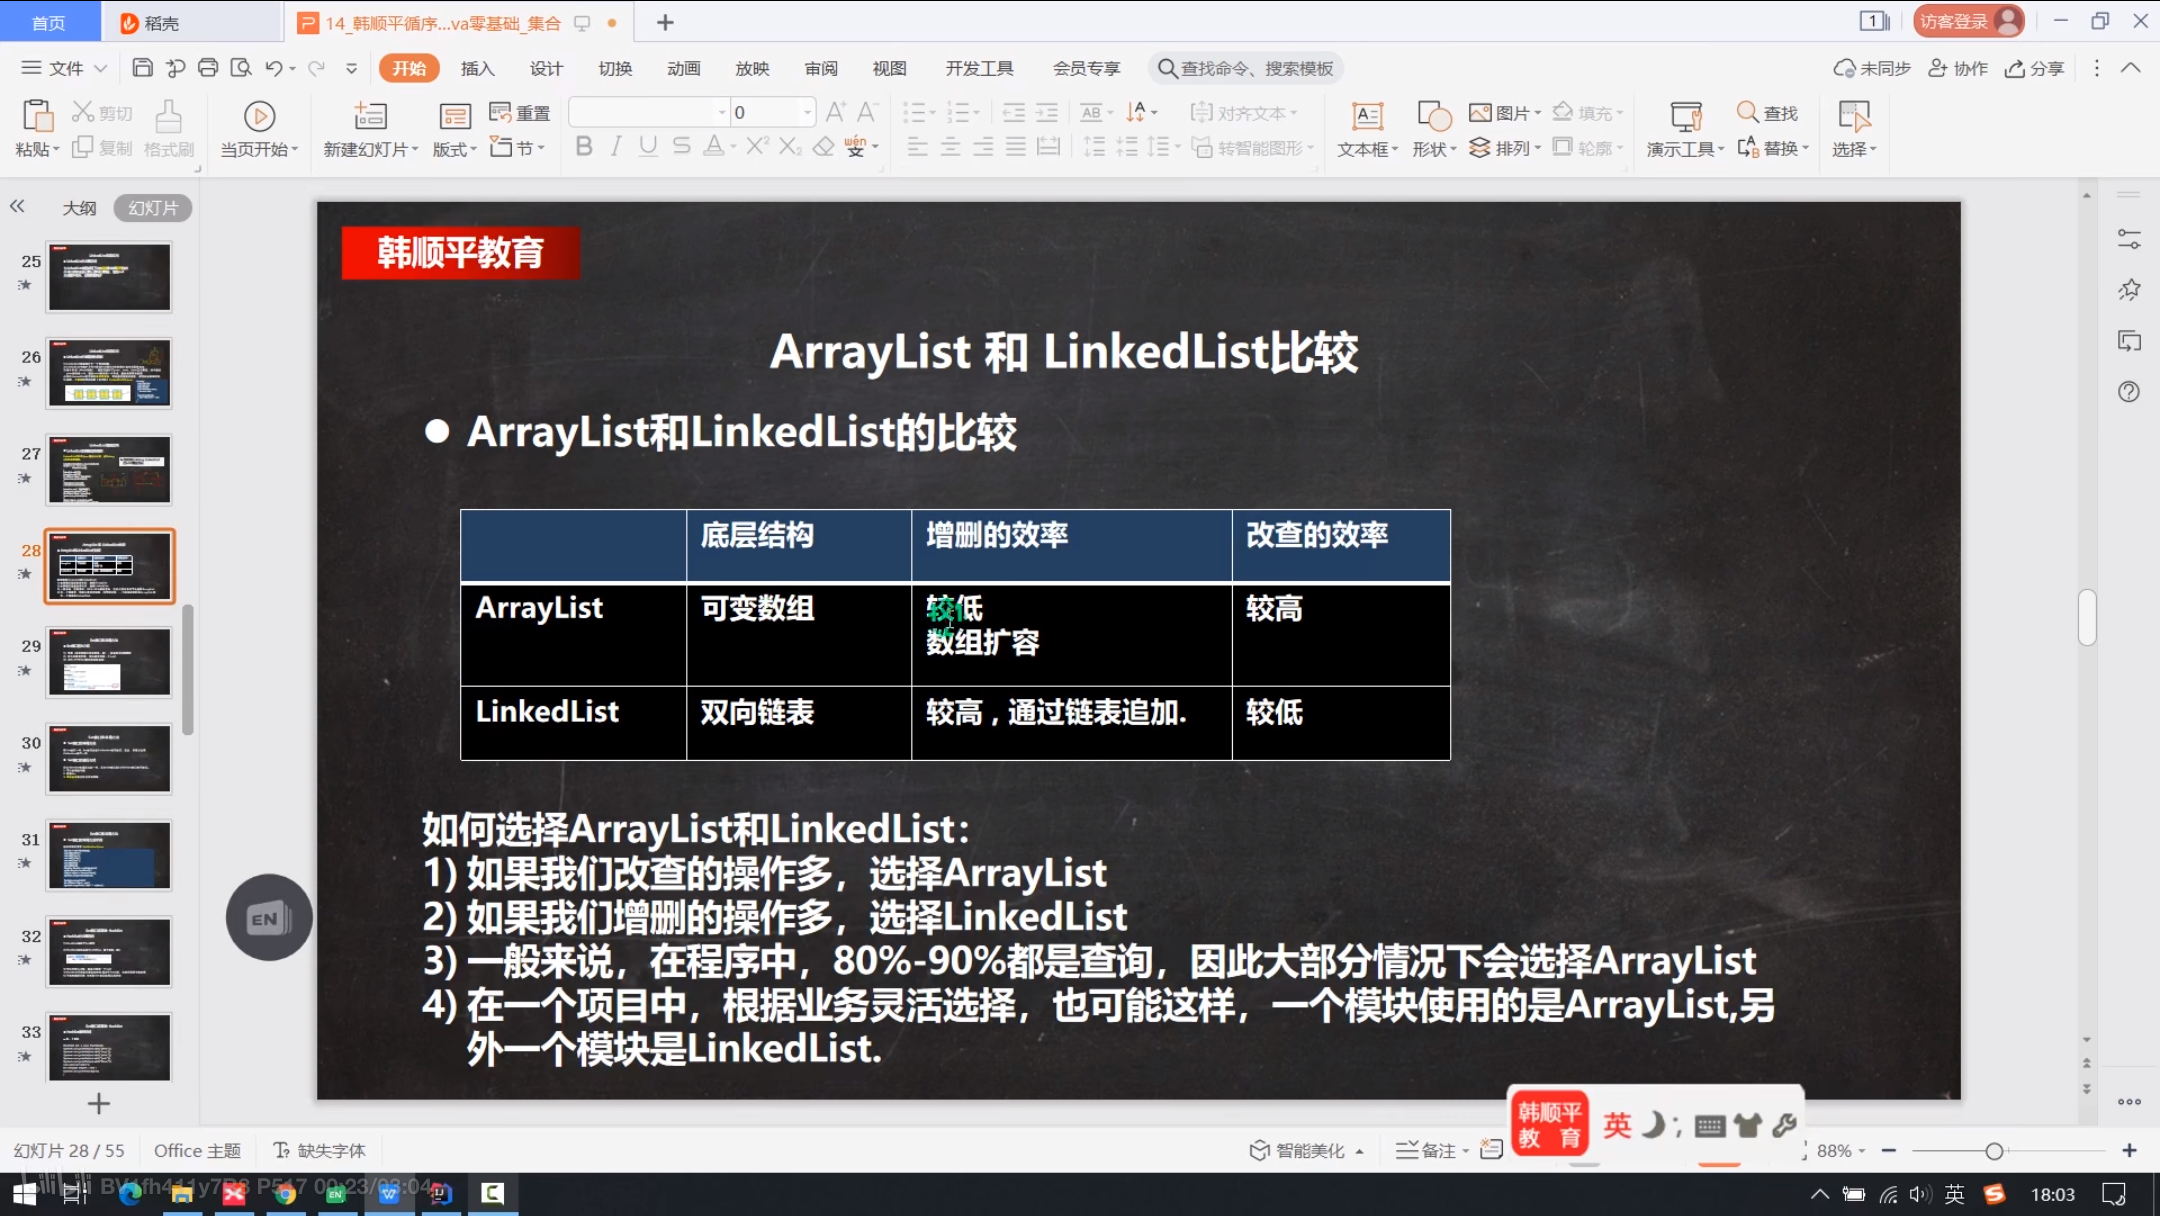 首页
稻壳
14_韩顺平循序...va零基础_集合
1
访客登录
文件
开始
插入
设计
切换
动画
放映
审阅
视图
开发工具
会员专享
查找命令、搜索模板
未同步
协作
分享
粘贴
剪切
复制
格式刷
当页开始
新建幻灯片
版式
重置
节
0
对齐文本
转智能图形
文本框
形状
图片
排列
填充
轮廓
演示工具
查找
替换
选择
大纲
幻灯片
25
26
27
28
29
30
31
32
33
韩顺平教育
ArrayList 和 LinkedList比较
● ArrayList和LinkedList的比较
底层结构 增删的效率 改查的效率
ArrayList 可变数组 较低 较高
数组扩容
LinkedList 双向链表 较高，通过链表追加. 较低
如何选择ArrayList和LinkedList：
1) 如果我们改查的操作多，选择ArrayList
2) 如果我们增删的操作多，选择LinkedList
3) 一般来说，在程序中，80%-90%都是查询，因此大部分情况下会选择ArrayList
4) 在一个项目中，根据业务灵活选择，也可能这样，一个模块使用的是ArrayList,另
外一个模块是LinkedList.
EN
韩顺平
教 育
英
幻灯片 28 / 55
Office 主题
缺失字体
智能美化
备注
88%
BV1fh411y7R8 P517 00:23/03:04
英
18:03